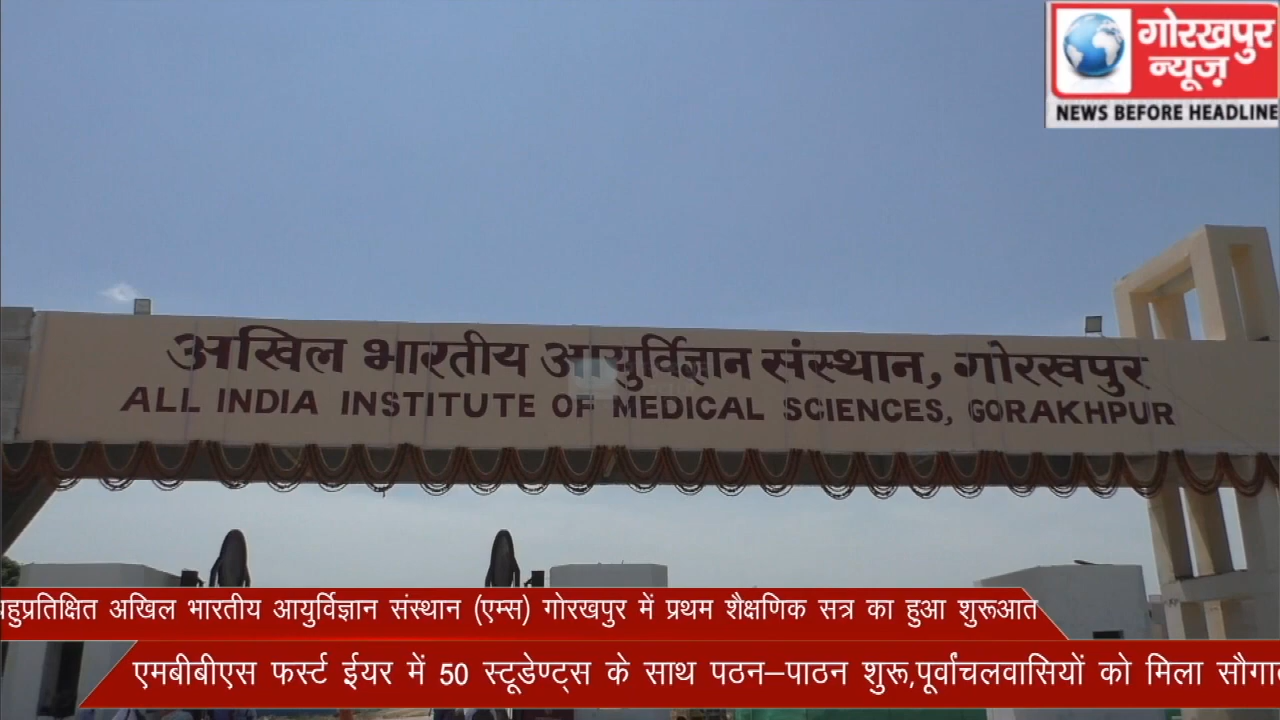 गोरखपुर
न्यूज़
NEWS BEFORE HEADLINE
अखिल भारतीय आयुर्विज्ञान संस्थान, गोरखपुर
ALL INDIA INSTITUTE OF MEDICAL SCIENCES, GORAKHPUR
अखिल भारतीय आयुर्विज्ञान संस्थान (एम्स) गोरखपुर में प्रथम शैक्षणिक सत्र का हुआ शुरूआत
एमबीबीएस फर्स्ट ईयर में 50 स्टूडेण्ट्स के साथ पठन–पाठन शुरू,पूर्वांचलवासियों को मिला